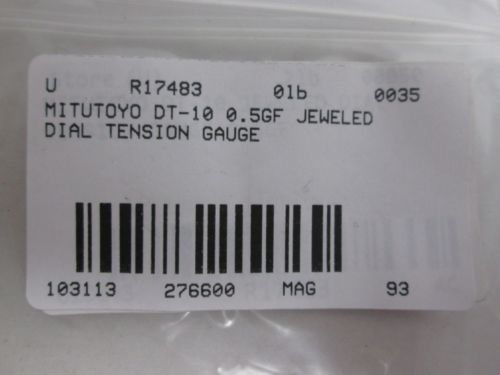 U R17483 01b 0035
MITUTOYO DT-10 0.5GF JEWELED
DIAL TENSION GAUGE
103113 276600 MAG 93